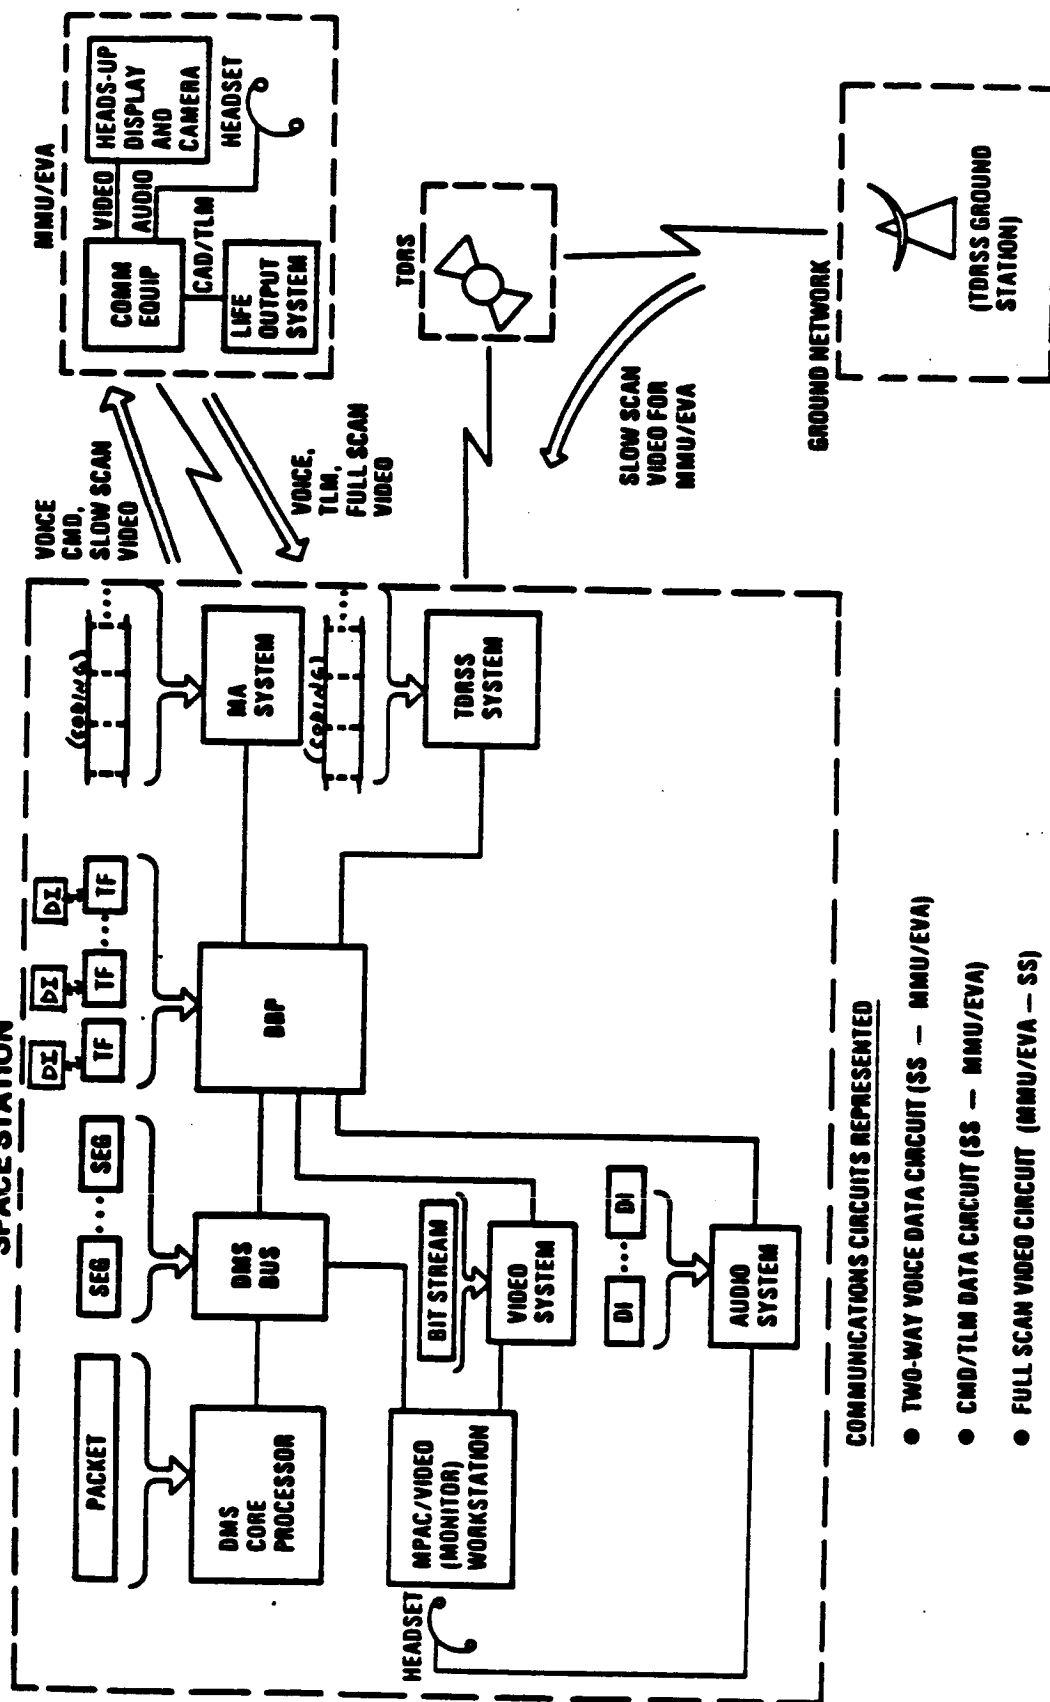 SPACE STATION
PACKET
SEG ... SEG
DI
DI
DI
TF
TF ... TF
(CODING)
DMS
CORE
PROCESSOR
DMS
BUS
BBP
MA
SYSTEM
(CODING)
MPAC/VIDEO
(MONITOR)
WORKSTATION
BIT STREAM
VIDEO
SYSTEM
TDRSS
SYSTEM
HEADSET
DI ... DI
AUDIO
SYSTEM
VOICE
CMD,
SLOW SCAN
VIDEO
VOICE,
TLM,
FULL SCAN
VIDEO
MMU/EVA
COMM
EQUIP
VIDEO
AUDIO
HEADS-UP
DISPLAY
AND
CAMERA
CAD/TLM
LIFE
OUTPUT
SYSTEM
HEADSET
TDRS
SLOW SCAN
VIDEO FOR
MMU/EVA
GROUND NETWORK
(TDRSS GROUND
STATION)
COMMUNICATIONS CIRCUITS REPRESENTED
● TWO-WAY VOICE DATA CIRCUIT (SS — MMU/EVA)
● CMD/TLM DATA CIRCUIT (SS — MMU/EVA)
● FULL SCAN VIDEO CIRCUIT (MMU/EVA — SS)